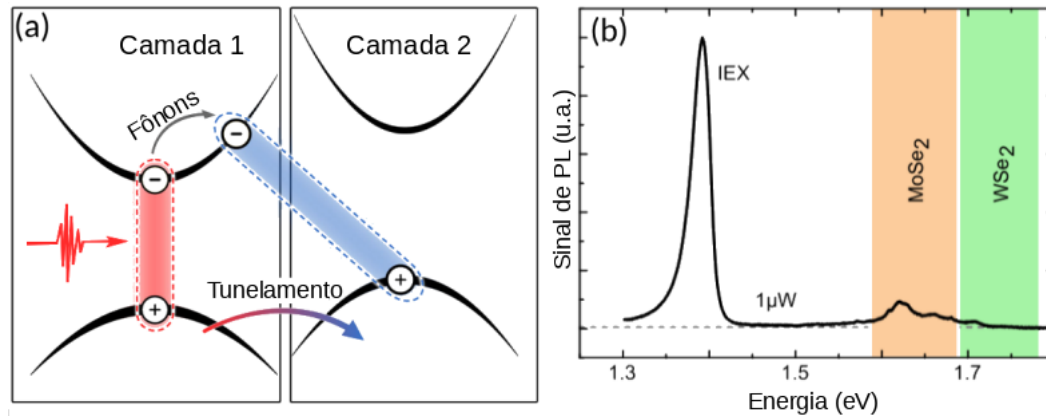 (a)
Camada 1
Camada 2
Fônons
−
−
+
+
Tunelamento
(b)
IEX
1µW
MoSe₂
WSe₂
Sinal de PL (u.a.)
1.3
1.5
1.7
Energia (eV)